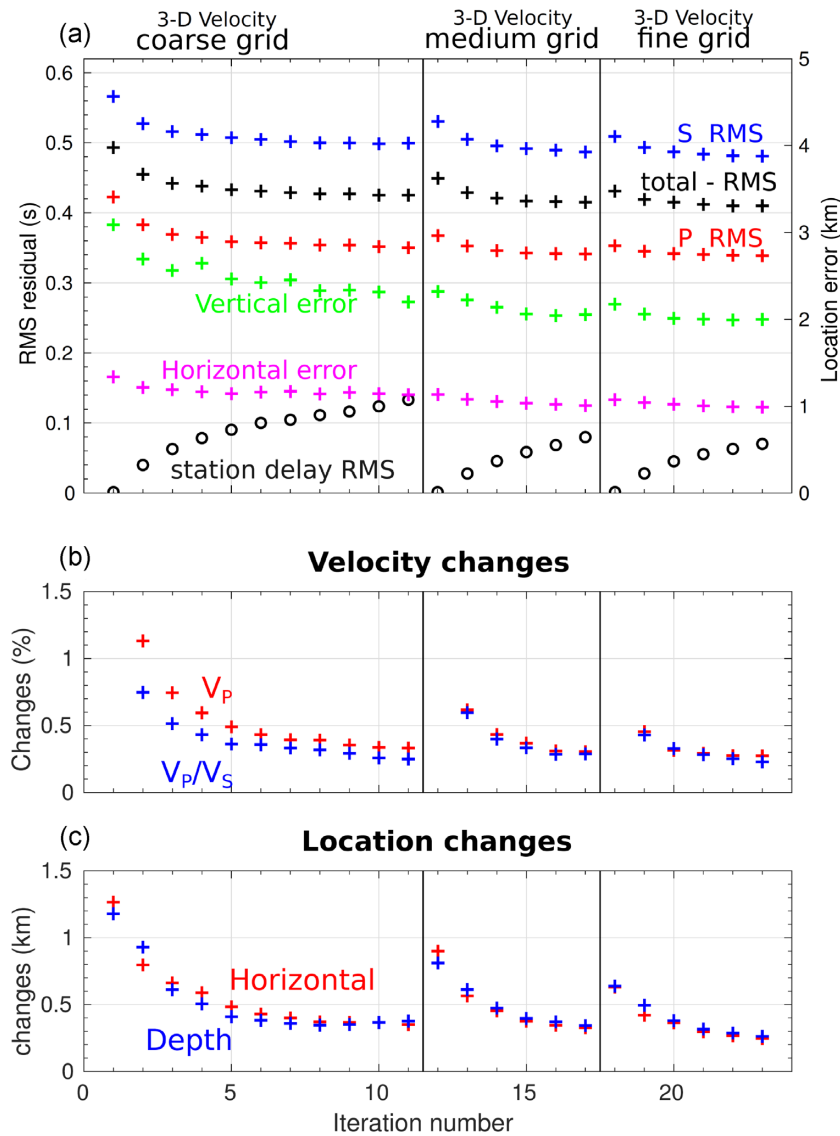 (a)
3-D Velocity
coarse grid
3-D Velocity
medium grid
3-D Velocity
fine grid
0.6
0.5
0.4
0.3
0.2
0.1
0
RMS residual (s)
5
4
3
2
1
0
Location error (km)
S RMS
total - RMS
P RMS
Vertical error
Horizontal error
station delay RMS
(b)
Velocity changes
1.5
1
0.5
0
Changes (%)
V_P
V_P/V_S
(c)
Location changes
1.5
1
0.5
0
changes (km)
Horizontal
Depth
0 5 10 15 20
Iteration number